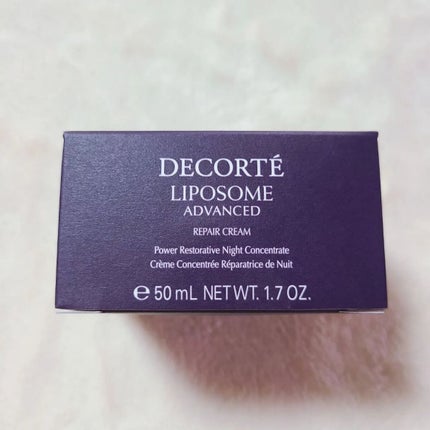 DECORTÉ
LIPOSOME
ADVANCED
REPAIR CREAM
Power Restorative Night Concentrate
Crème Concentrée Réparatrice de Nuit
℮ 50 mL NET WT. 1.7 OZ.